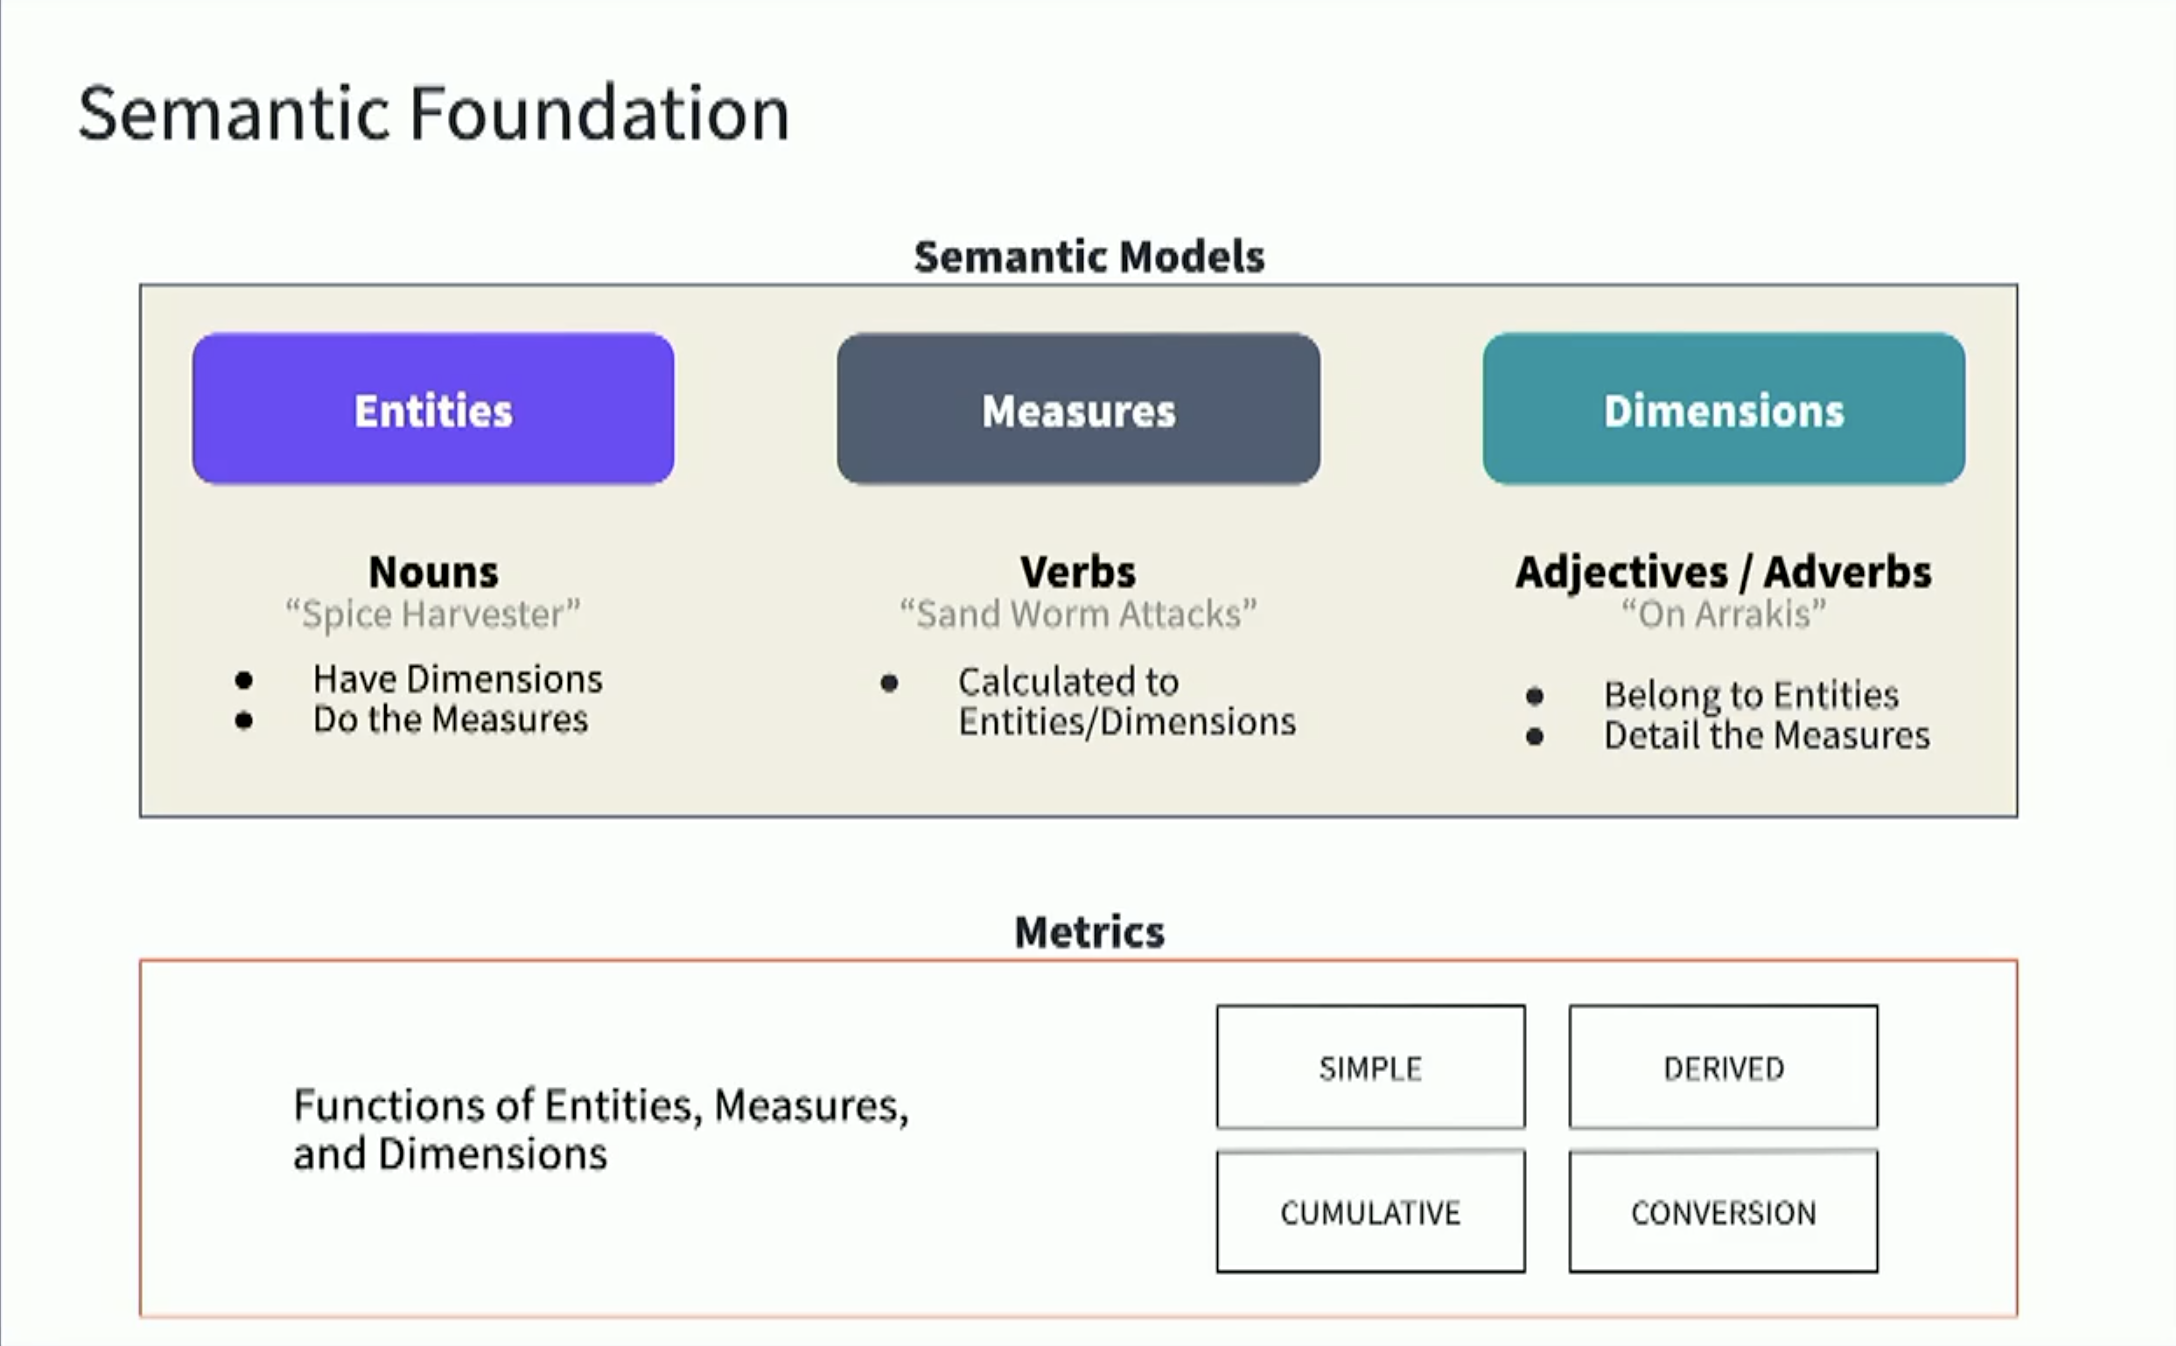 Semantic Foundation
Semantic Models
Entities
Nouns
“Spice Harvester”
● Have Dimensions
● Do the Measures
Measures
Verbs
“Sand Worm Attacks”
● Calculated to
Entities/Dimensions
Dimensions
Adjectives / Adverbs
“On Arrakis”
● Belong to Entities
● Detail the Measures
Metrics
Functions of Entities, Measures,
and Dimensions
SIMPLE
DERIVED
CUMULATIVE
CONVERSION